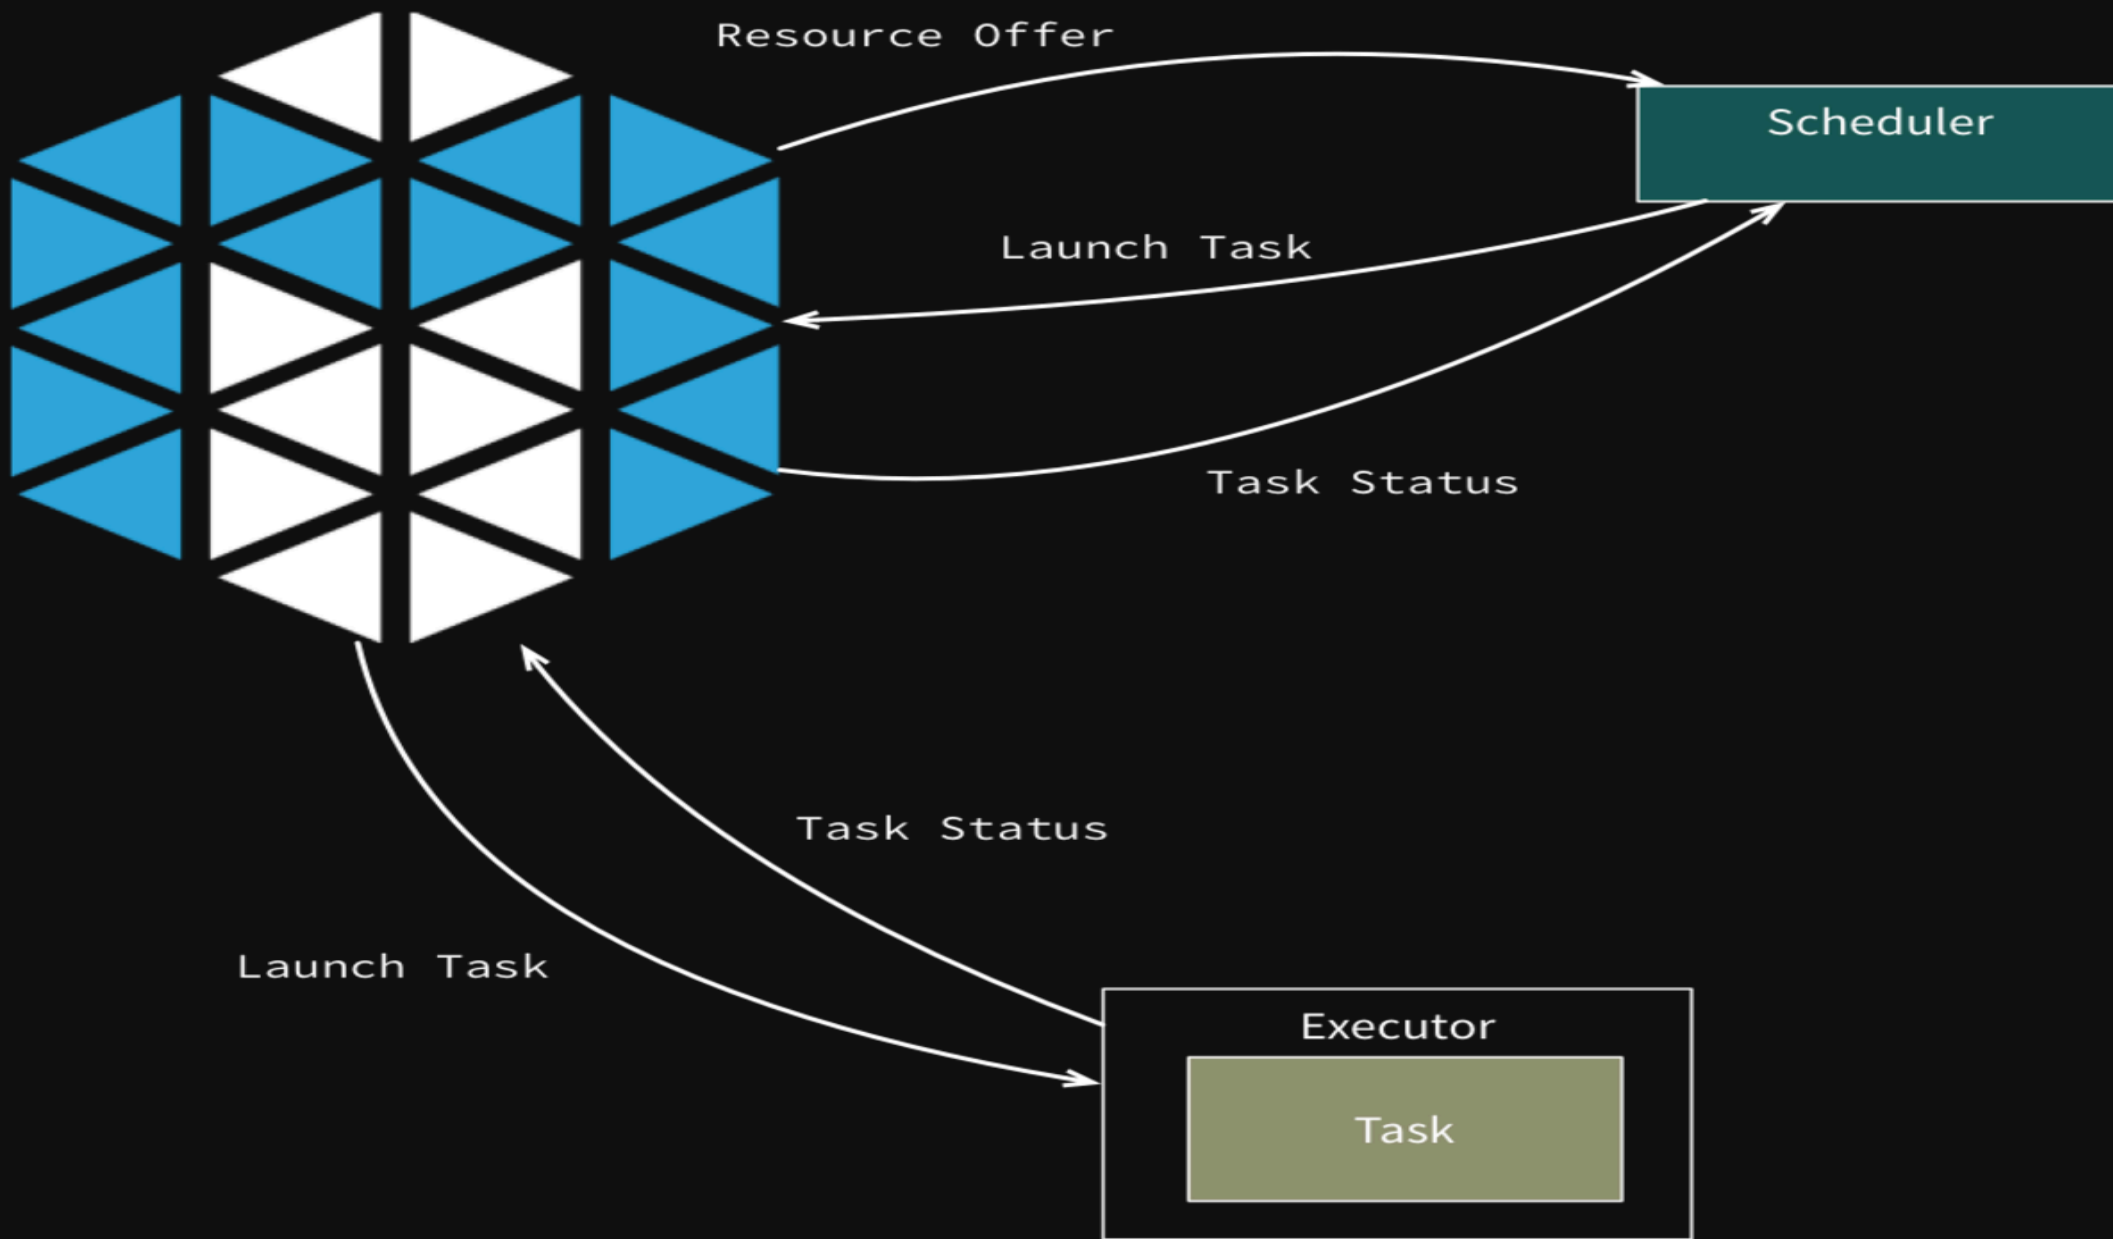 Resource Offer
Scheduler
Launch Task
Task Status
Task Status
Launch Task
Executor
Task